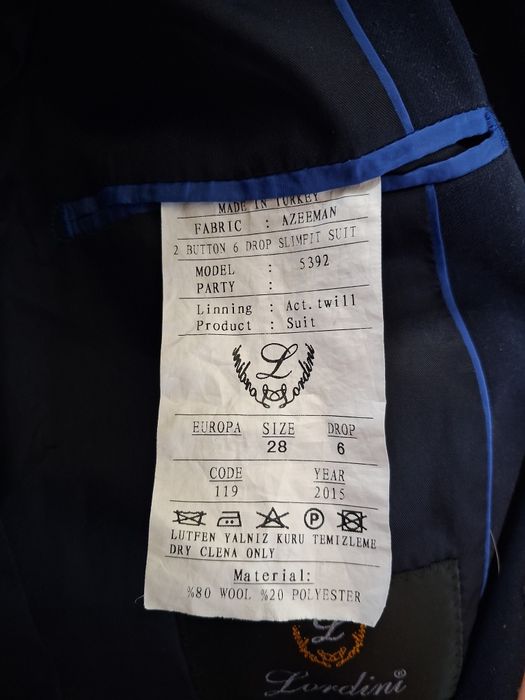 MADE IN TURKEY
FABRIC : AZEEMAN
2 BUTTON 6 DROP SLIMFIT SUIT
MODEL : 5392
PARTY :
Linning : Act.twill
Product : Suit
L
Lordini
EUROPA SIZE DROP
28 6
CODE YEAR
119 2015
P
LUTFEN YALNIZ KURU TEMIZLEME
DRY CLENA ONLY
Material:
%80 WOOL %20 POLYESTER
L
Lordini®